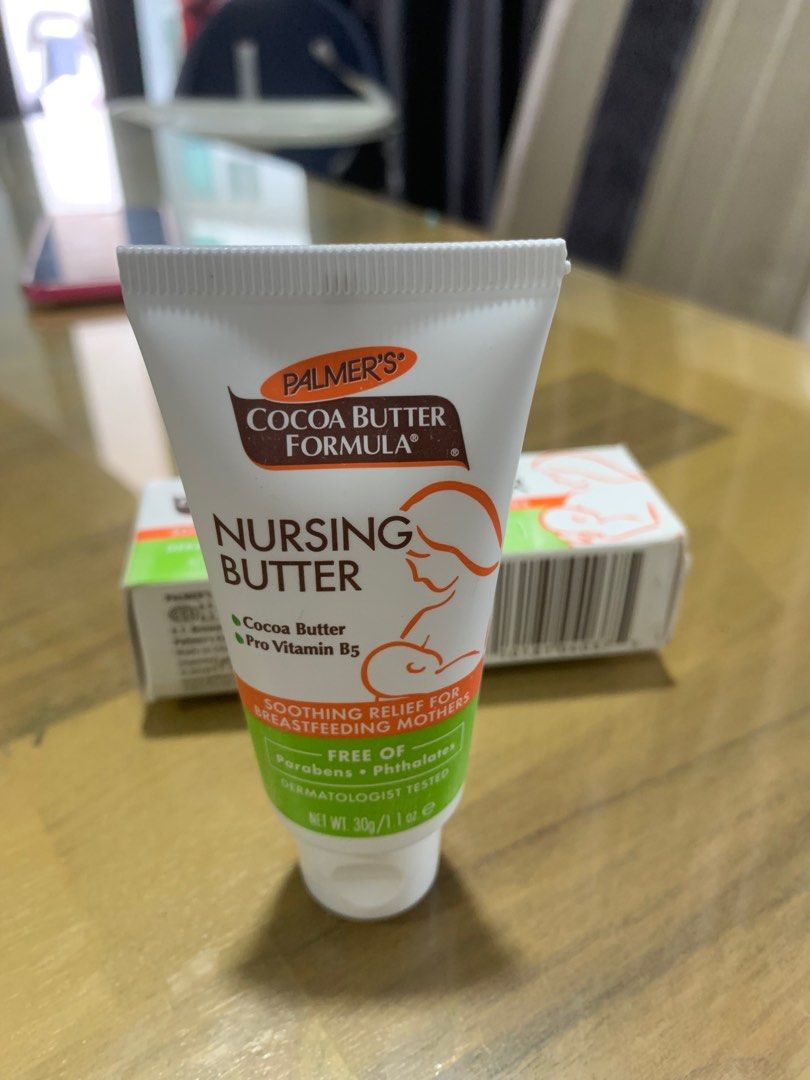 PALMER'S®
COCOA BUTTER
FORMULA®
®
NURSING
BUTTER
Cocoa Butter
Pro Vitamin B5
SOOTHING RELIEF FOR
BREASTFEEDING MOTHERS
FREE OF
Parabens • Phthalates
DERMATOLOGIST TESTED
NET WT. 30g/1.1 oz. ℮